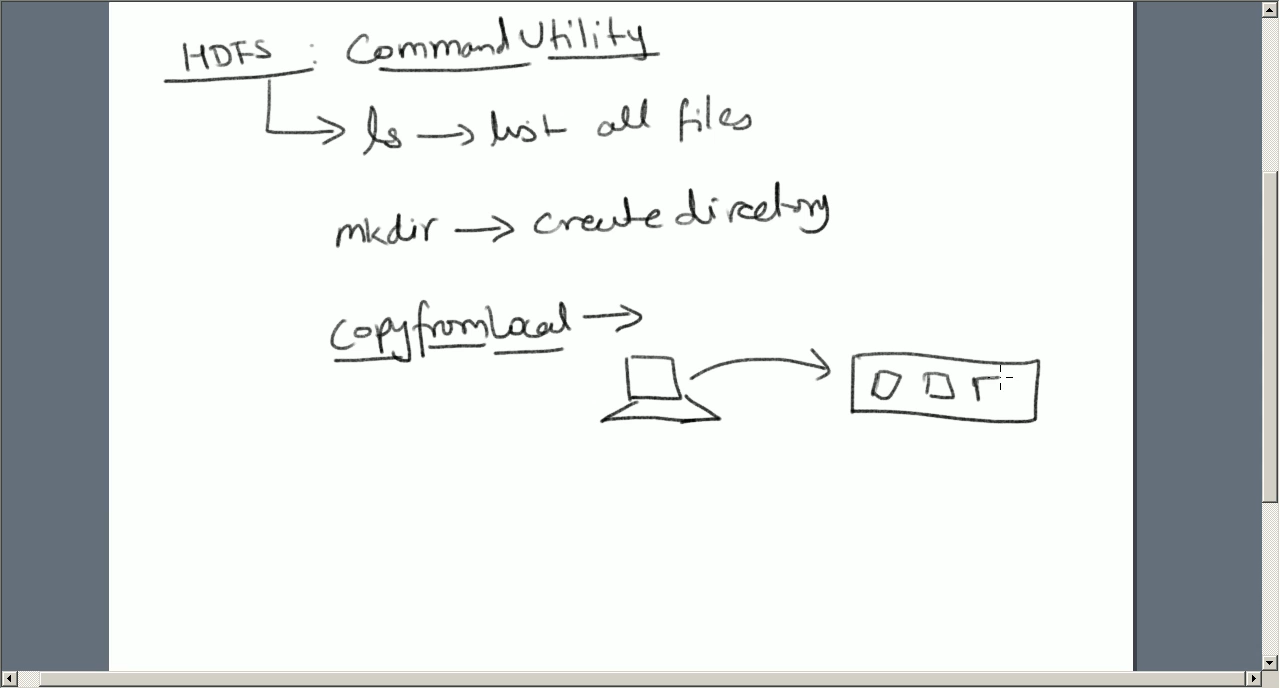 HDFS : Command Utility
ls → list all files
mkdir → create directory
copyfromLocal →